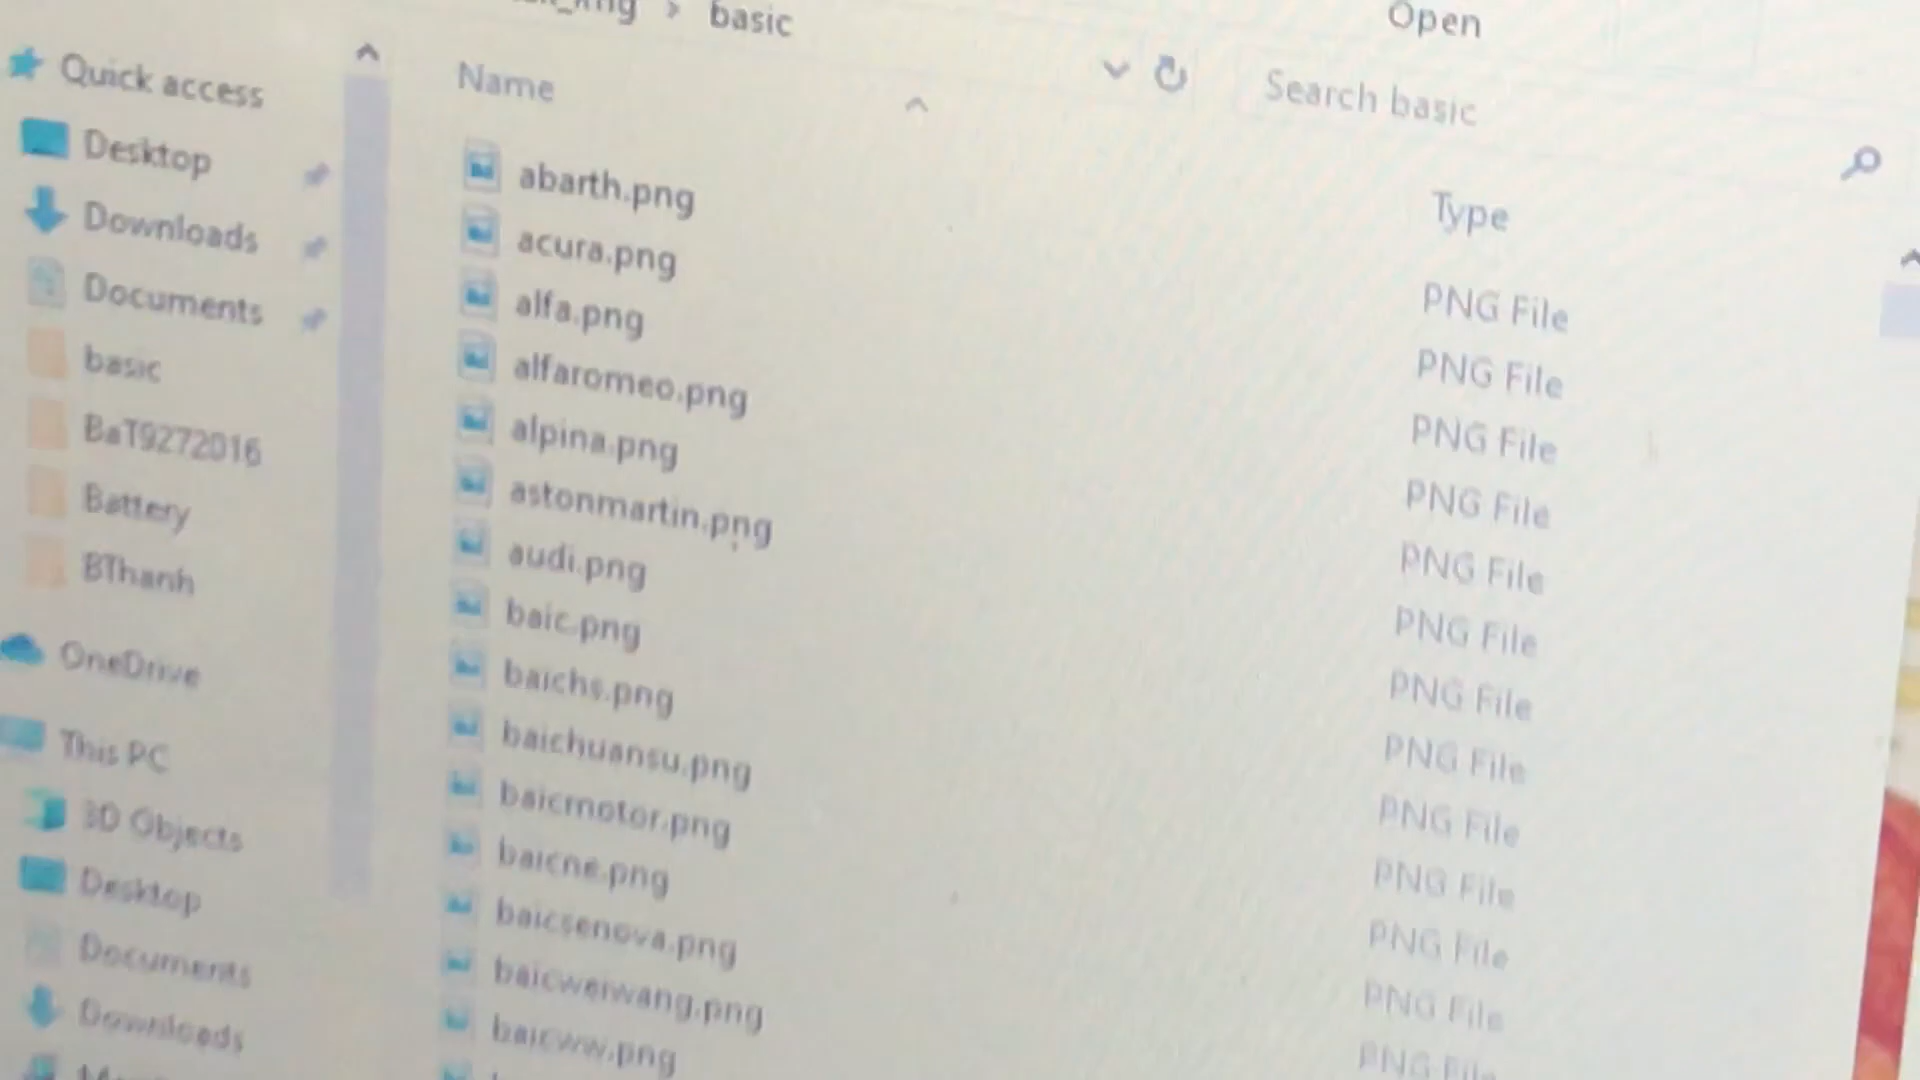 basic
Open
Search basic
Quick access
Desktop
Downloads
Documents
basic
BaT9272016
Battery
BThanh
OneDrive
This PC
3D Objects
Desktop
Documents
Downloads
Name
Type
abarth.png PNG File
acura.png PNG File
alfa.png PNG File
alfaromeo.png PNG File
alpina.png PNG File
astonmartin.png PNG File
audi.png PNG File
baic.png PNG File
baichs.png PNG File
baichuansu.png PNG File
baicmotor.png PNG File
baicne.png PNG File
baicsenova.png PNG File
baicweiwang.png PNG File
baicww.png